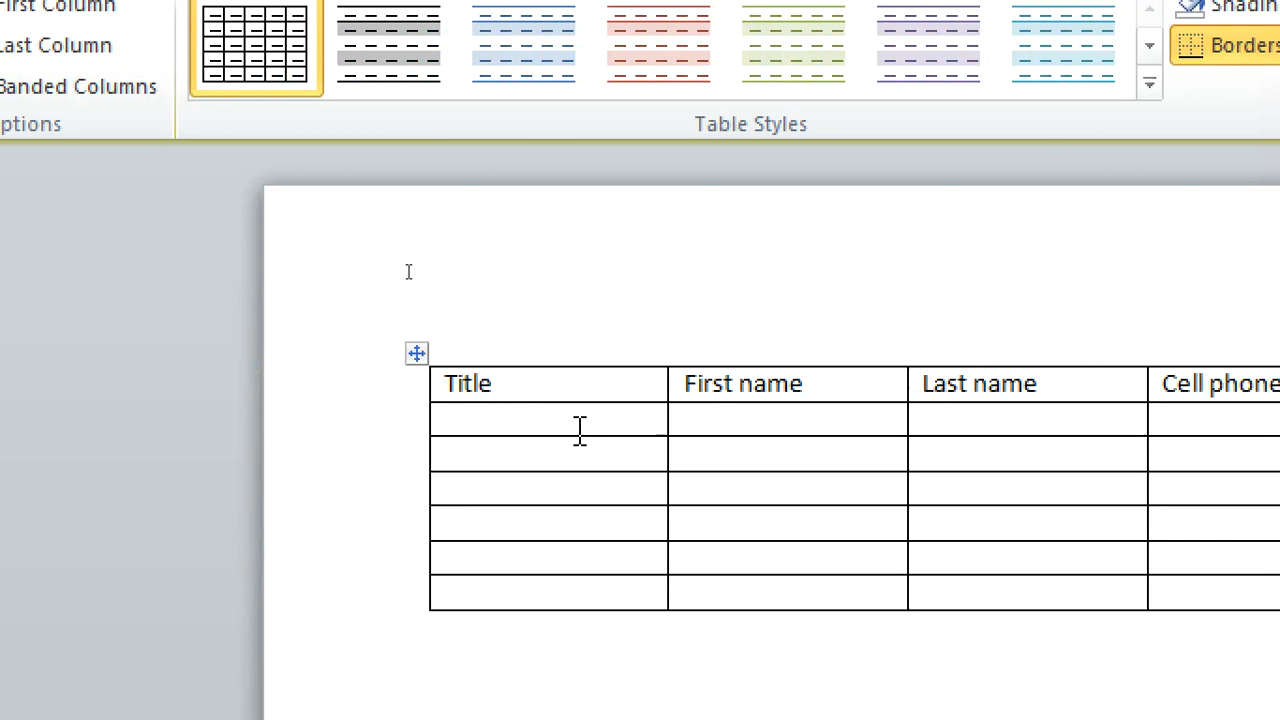 First Column
Last Column
Banded Columns
ptions
Table Styles
Shadin
Borders
Title First name Last name Cell phone